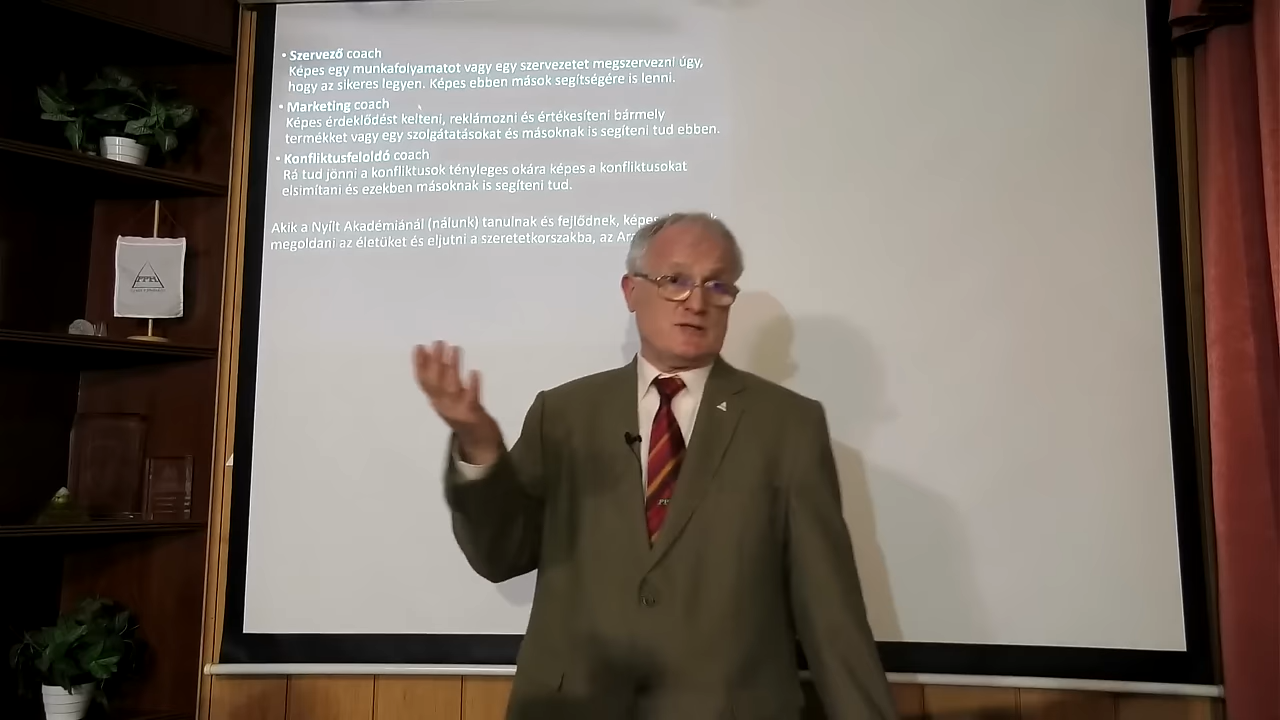 • Szervező coach
Képes egy munkafolyamatot vagy egy szervezetet megszervezni úgy,
hogy az sikeres legyen. Képes ebben mások segítségére is lenni.
• Marketing coach
Képes érdeklődést kelteni, reklámozni és értékesíteni bármely
termékket vagy egy szolgátatásokat és másoknak is segíteni tud ebben.
• Konfliktusfeloldó coach
Rá tud jönni a konfliktusok tényleges okára képes a konfliktusokat
elsimítani és ezekben másoknak is segíteni tud.
Akik a Nyílt Akadémiánál (nálunk) tanulnak és fejlődnek,
megoldani az életüket és eljutni a szeretetkorszakba, az